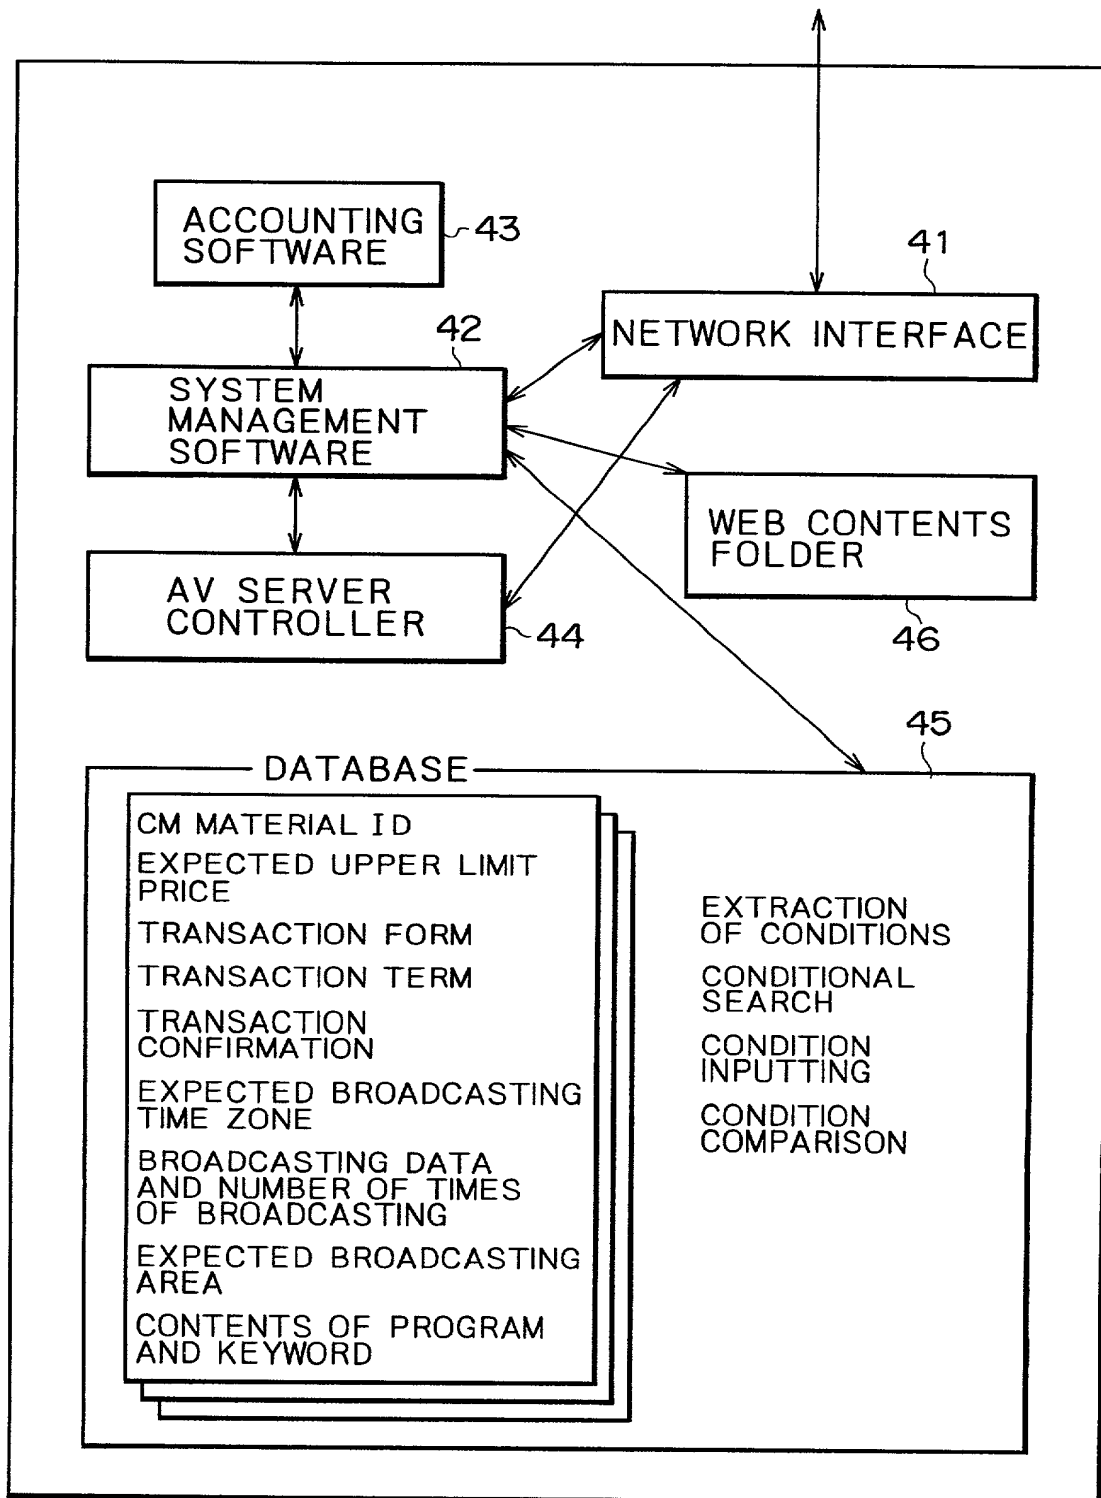 ACCOUNTING
SOFTWARE
43
41
NETWORK INTERFACE
42
SYSTEM
MANAGEMENT
SOFTWARE
WEB CONTENTS
FOLDER
46
AV SERVER
CONTROLLER
44
45
DATABASE
CM MATERIAL ID
EXPECTED UPPER LIMIT
PRICE
TRANSACTION FORM
TRANSACTION TERM
TRANSACTION
CONFIRMATION
EXPECTED BROADCASTING
TIME ZONE
BROADCASTING DATA
AND NUMBER OF TIMES
OF BROADCASTING
EXPECTED BROADCASTING
AREA
CONTENTS OF PROGRAM
AND KEYWORD
EXTRACTION
OF CONDITIONS
CONDITIONAL
SEARCH
CONDITION
INPUTTING
CONDITION
COMPARISON